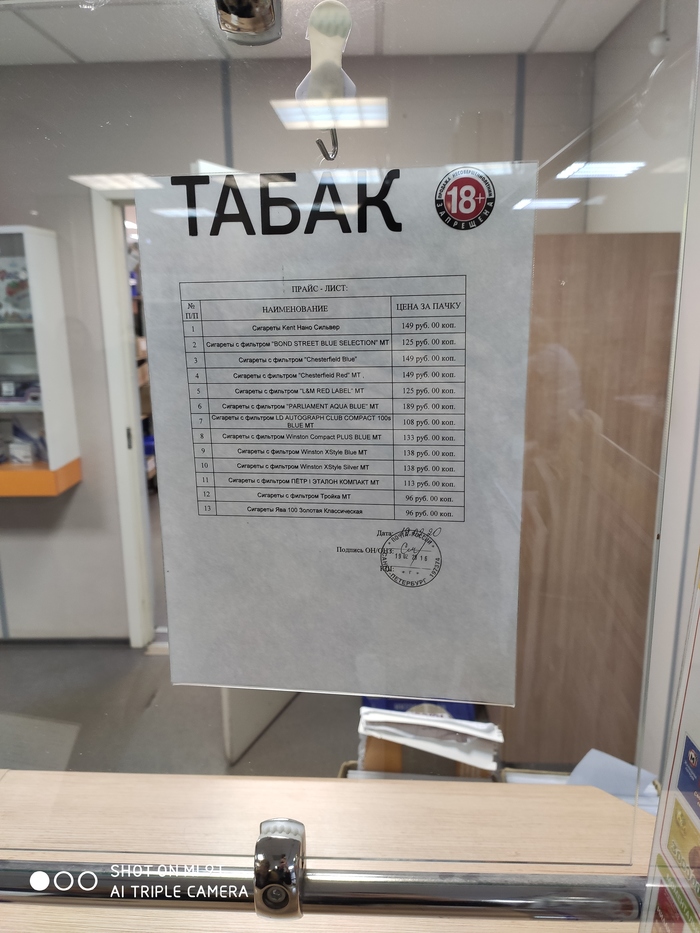 ТАБАК
ПРОДАЖА НЕСОВЕРШЕННОЛЕТНИМ
18+
ЗАПРЕЩЕНА
ПРАЙС - ЛИСТ:
№ П/П НАИМЕНОВАНИЕ ЦЕНА ЗА ПАЧКУ
1 Сигареты Kent Нано Сильвер 149 руб. 00 коп.
2 Сигареты с фильтром "BOND STREET BLUE SELECTION" МТ 125 руб. 00 коп.
3 Сигареты с фильтром "Chesterfield Blue" 149 руб. 00 коп.
4 Сигареты с фильтром "Chesterfield Red" МТ . 149 руб. 00 коп.
5 Сигареты с фильтром "L&M RED LABEL" МТ 125 руб. 00 коп.
6 Сигареты с фильтром "PARLIAMENT AQUA BLUE" МТ 189 руб. 00 коп.
7 Сигареты с фильтром LD AUTOGRAPH CLUB COMPACT 100s BLUE МТ 108 руб. 00 коп.
8 Сигареты с фильтром Winston Compact PLUS BLUE МТ 133 руб. 00 коп.
9 Сигареты с фильтром Winston XStyle Blue МТ 138 руб. 00 коп.
10 Сигареты с фильтром Winston XStyle Silver МТ 138 руб. 00 коп.
11 Сигареты с фильтром ПЁТР I ЭТАЛОН КОМПАКТ МТ 113 руб. 00 коп.
12 Сигареты с фильтром Тройка МТ 96 руб. 00 коп.
13 Сигареты Ява 100 Золотая Классическая 96 руб. 00 коп.
Дата:
Подпись ОН/ОПЗ
ПОЧТА РОССИИ
ПЕТЕРБУРГ 197374
SHOT ON MI 9T
AI TRIPLE CAMERA